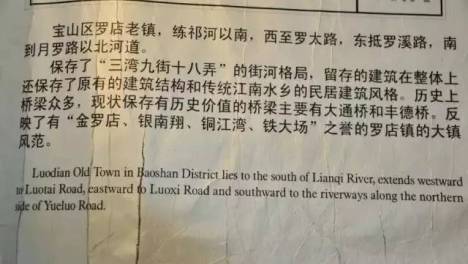 宝山区罗店老镇，练祁河以南，西至罗太路，东抵罗溪路，南
到月罗路以北河道。
保存了“三湾九街十八弄”的街河格局，留存的建筑在整体上
还保存了原有的建筑结构和传统江南水乡的民居建筑风格。历史上
桥梁众多，现状保存有历史价值的桥梁主要有大通桥和丰德桥。反
映了有“金罗店、银南翔、铜江湾、铁大场”之誉的罗店镇的大镇
风范。
Luodian Old Town in Baoshan District lies to the south of Lianqi River, extends westward
to Luotai Road, eastward to Luoxi Road and southward to the riverways along the northern
side of Yueluo Road.